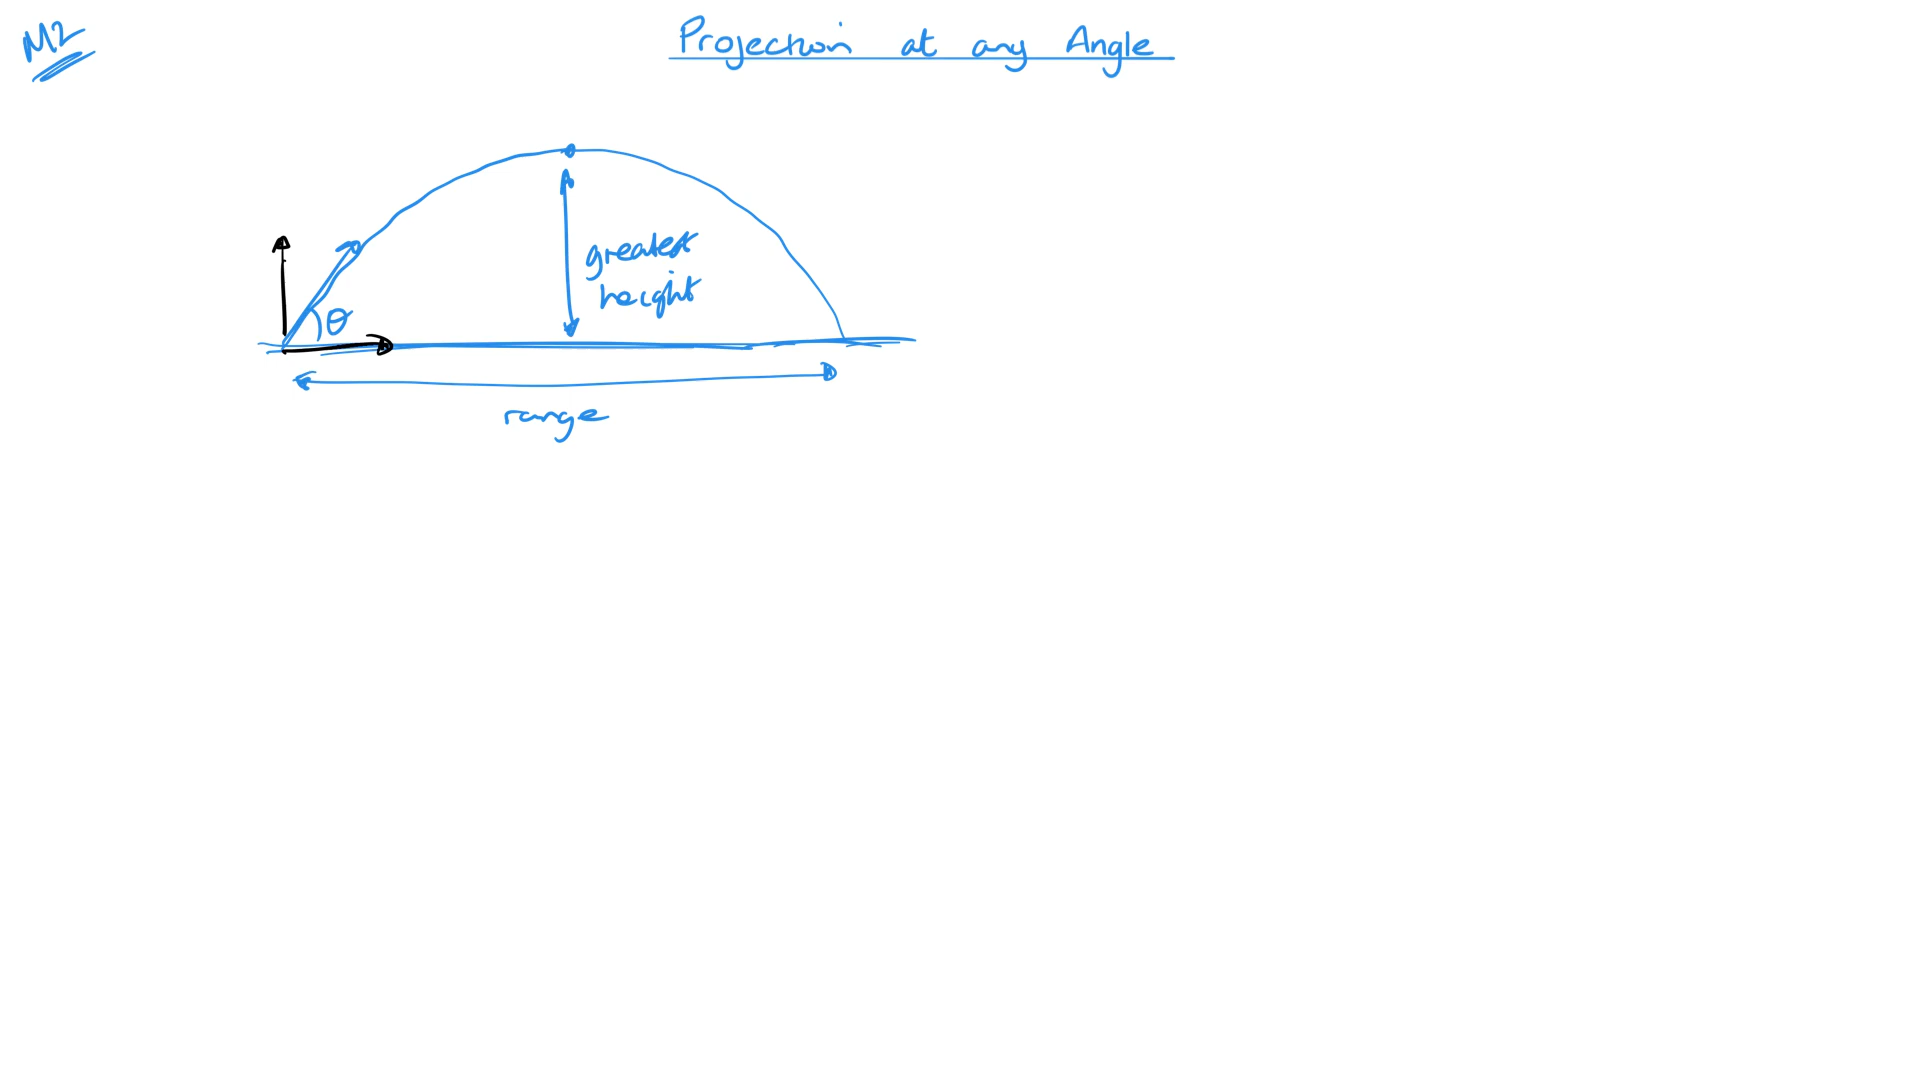 M2
Projection at any Angle
greatest
height
θ
range